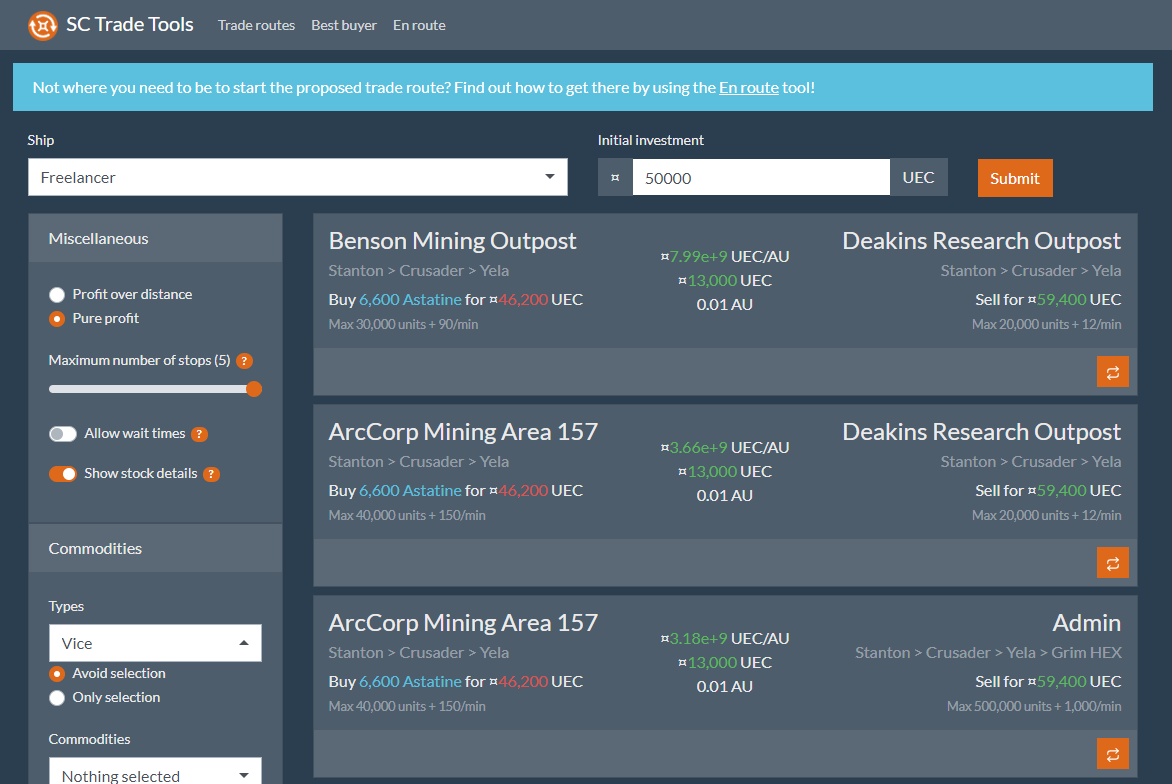 SC Trade Tools Trade routes Best buyer En route
Not where you need to be to start the proposed trade route? Find out how to get there by using the En route tool!
Ship
Freelancer
Initial investment
¤ 50000 UEC
Submit
Miscellaneous
Profit over distance
Pure profit
Maximum number of stops (5) ?
Allow wait times ?
Show stock details ?
Commodities
Types
Vice
Avoid selection
Only selection
Commodities
Nothing selected
Benson Mining Outpost
Stanton > Crusader > Yela
Buy 6,600 Astatine for ¤46,200 UEC
Max 30,000 units + 90/min
¤7.99e+9 UEC/AU
¤13,000 UEC
0.01 AU
Deakins Research Outpost
Stanton > Crusader > Yela
Sell for ¤59,400 UEC
Max 20,000 units + 12/min
ArcCorp Mining Area 157
Stanton > Crusader > Yela
Buy 6,600 Astatine for ¤46,200 UEC
Max 40,000 units + 150/min
¤3.66e+9 UEC/AU
¤13,000 UEC
0.01 AU
Deakins Research Outpost
Stanton > Crusader > Yela
Sell for ¤59,400 UEC
Max 20,000 units + 12/min
ArcCorp Mining Area 157
Stanton > Crusader > Yela
Buy 6,600 Astatine for ¤46,200 UEC
Max 40,000 units + 150/min
¤3.18e+9 UEC/AU
¤13,000 UEC
0.01 AU
Admin
Stanton > Crusader > Yela > Grim HEX
Sell for ¤59,400 UEC
Max 500,000 units + 1,000/min